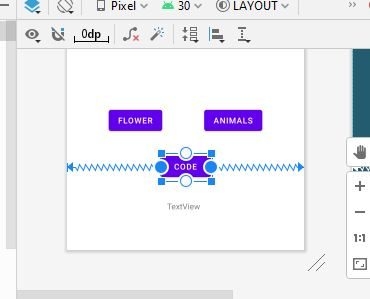 Pixel 30 LAYOUT
0dp
FLOWER ANIMALS
CODE
TextView
1:1